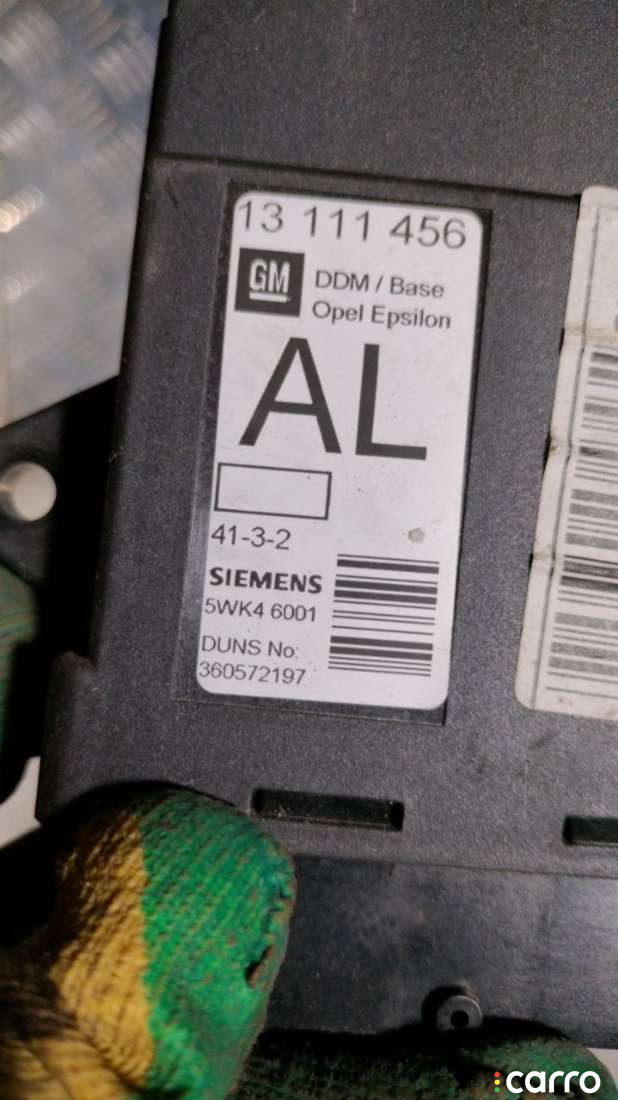 13 111 456
GM
DDM / Base
Opel Epsilon
AL
41-3-2
SIEMENS
5WK4 6001
DUNS No:
360572197
carro